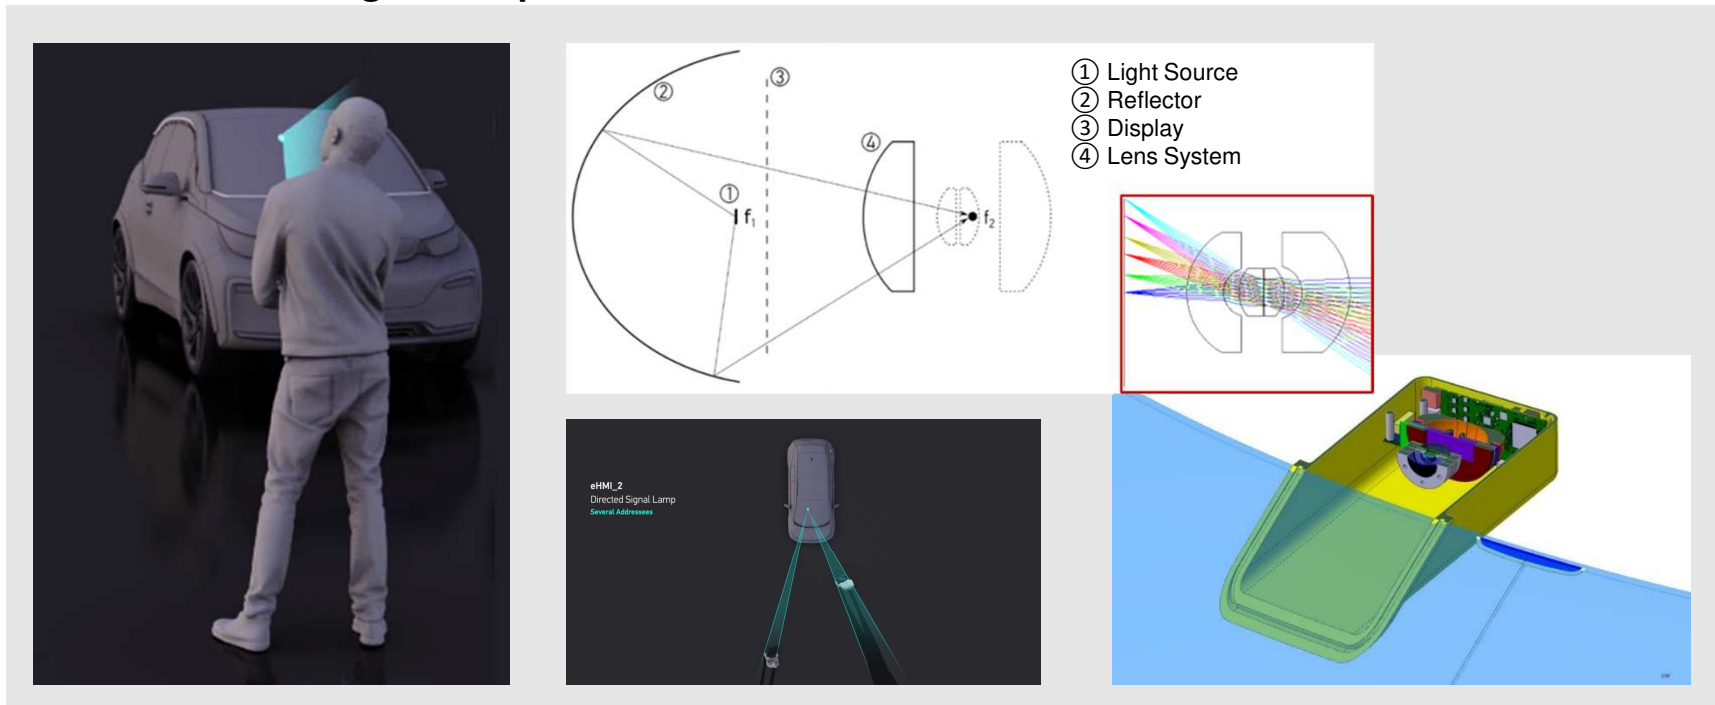 ① Light Source
② Reflector
③ Display
④ Lens System
②
③
④
①
f₁
f₂
eHMI_2
Directed Signal Lamp
Several Addressees